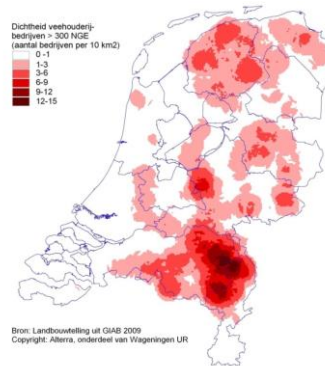 Dichtheid veehouderij-
bedrijven > 300 NGE
(aantal bedrijven per 10 km2)
0 -1
1-3
3-6
6-9
9-12
12-15
Bron: Landbouwtelling uit GIAB 2009
Copyright: Alterra, onderdeel van Wageningen UR